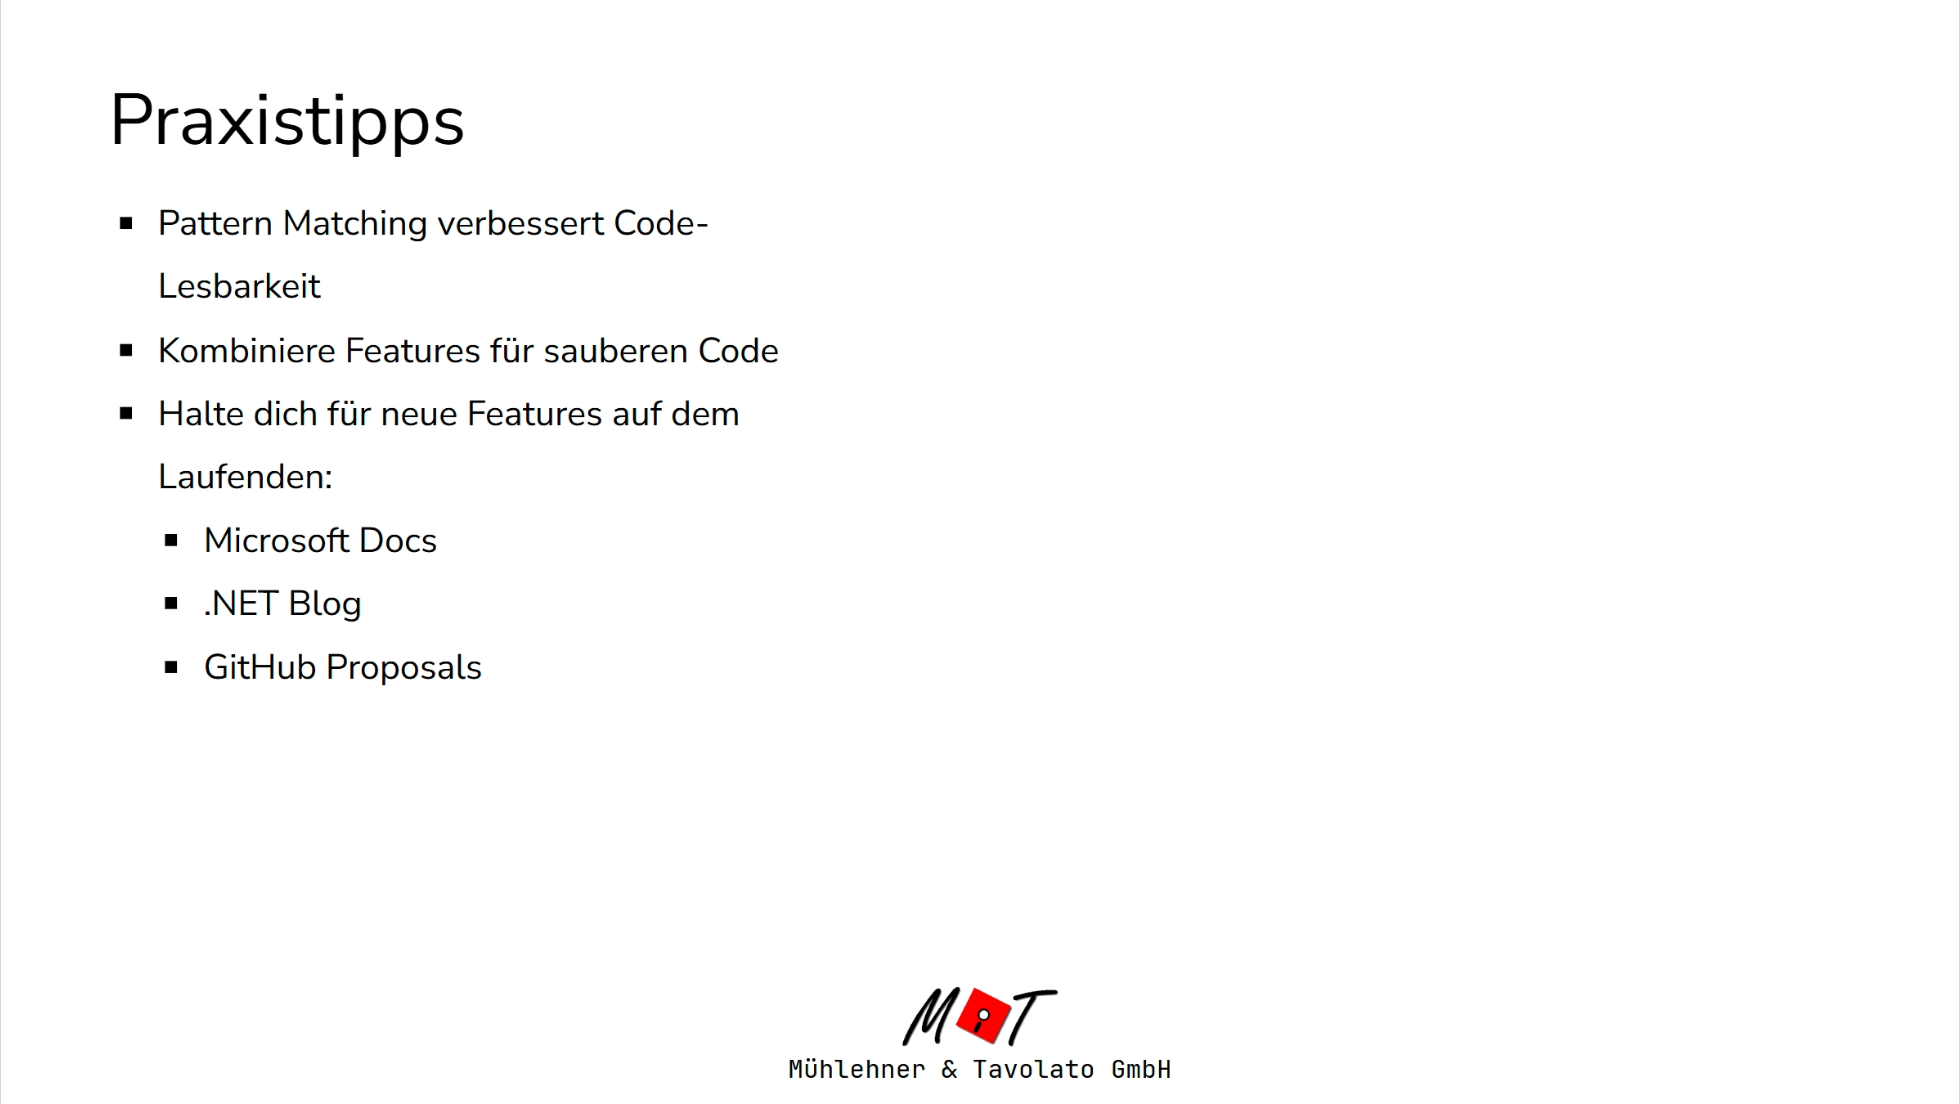 Praxistipps
Pattern Matching verbessert Code-
Lesbarkeit
Kombiniere Features für sauberen Code
Halte dich für neue Features auf dem
Laufenden:
Microsoft Docs
.NET Blog
GitHub Proposals
M T
Mühlehner & Tavolato GmbH